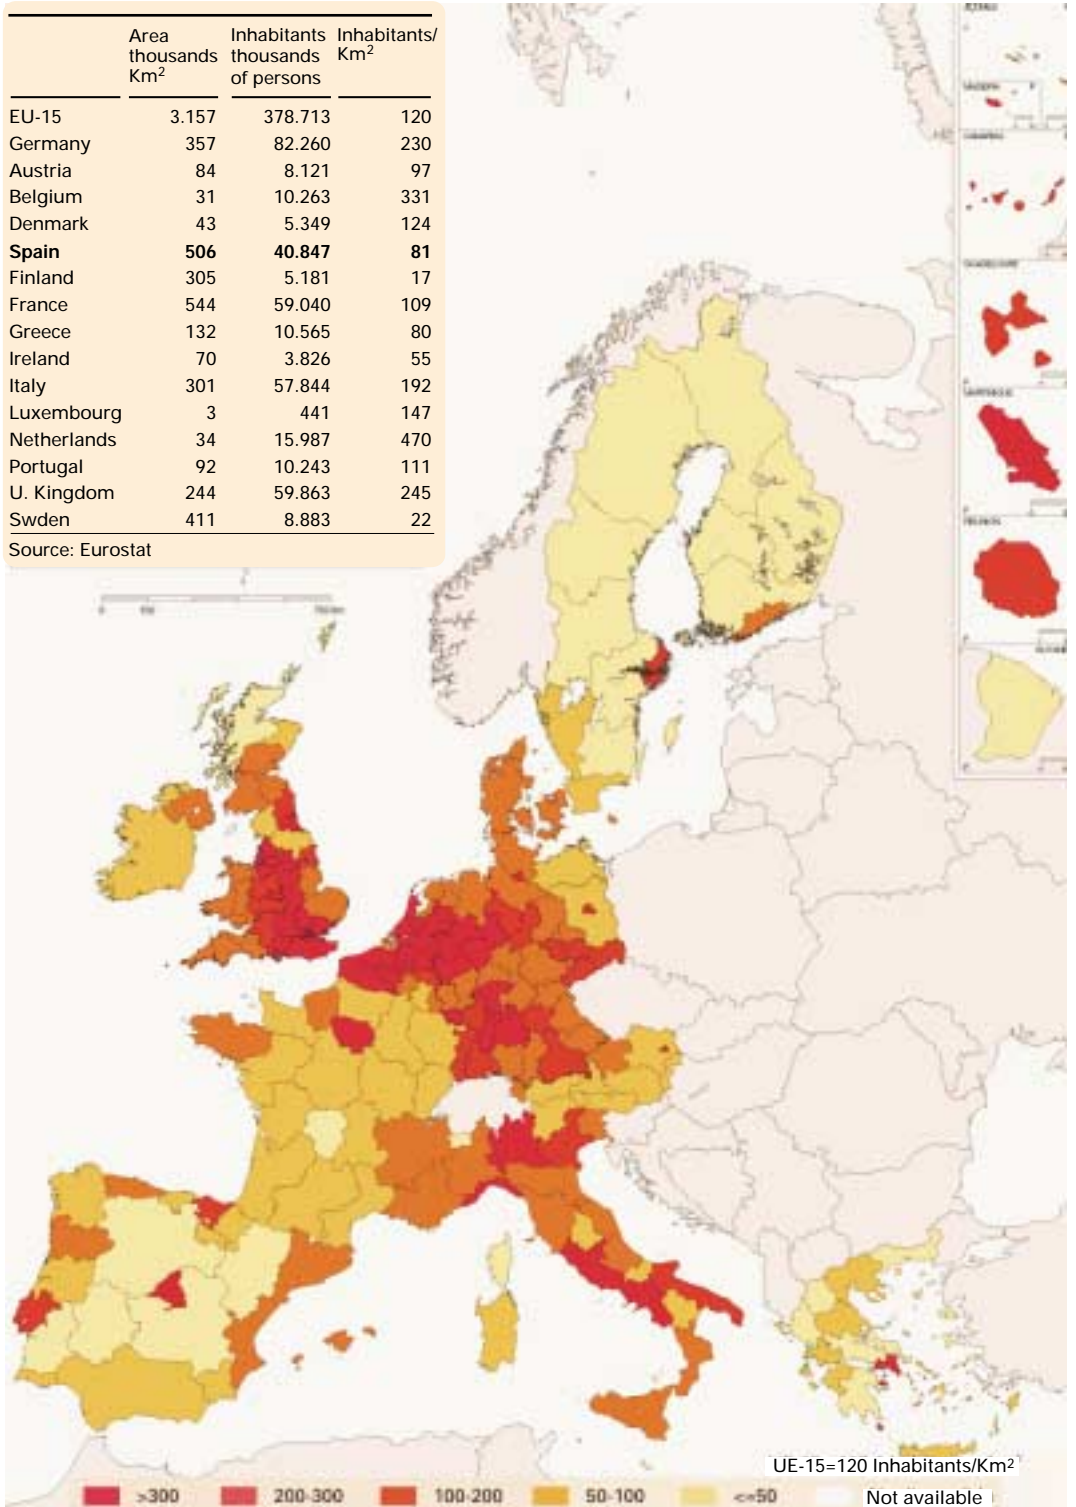 Area Inhabitants Inhabitants/
thousands thousands Km²
Km² of persons
EU-15 3.157 378.713 120
Germany 357 82.260 230
Austria 84 8.121 97
Belgium 31 10.263 331
Denmark 43 5.349 124
Spain 506 40.847 81
Finland 305 5.181 17
France 544 59.040 109
Greece 132 10.565 80
Ireland 70 3.826 55
Italy 301 57.844 192
Luxembourg 3 441 147
Netherlands 34 15.987 470
Portugal 92 10.243 111
U. Kingdom 244 59.863 245
Swden 411 8.883 22
Source: Eurostat
UE-15=120 Inhabitants/Km²
>300 200-300 100-200 50-100 <=50 Not available